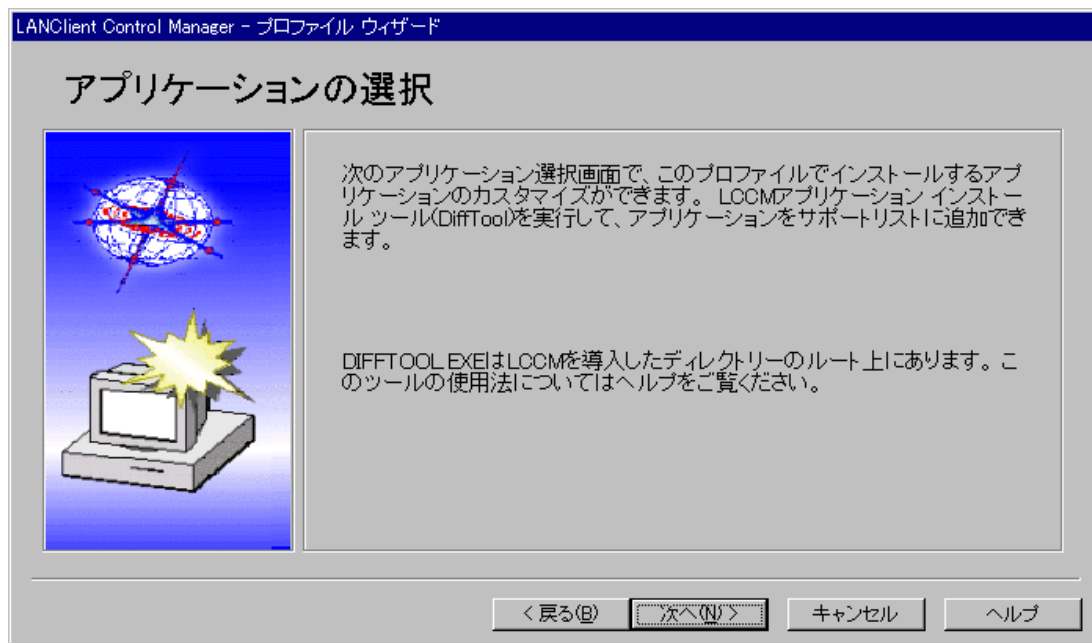 LANClient Control Manager - プロファイル ウィザード
アプリケーションの選択
次のアプリケーション選択画面で、このプロファイルでインストールするアプ
リケーションのカスタマイズができます。 LCCMアプリケーション インストー
ル ツール(DiffTool)を実行して、アプリケーションをサポートリストに追加でき
ます。
DIFFTOOL.EXEはLCCMを導入したディレクトリーのルート上にあります。こ
のツールの使用法についてはヘルプをご覧ください。
< 戻る(B)
次へ(N) >
キャンセル
ヘルプ